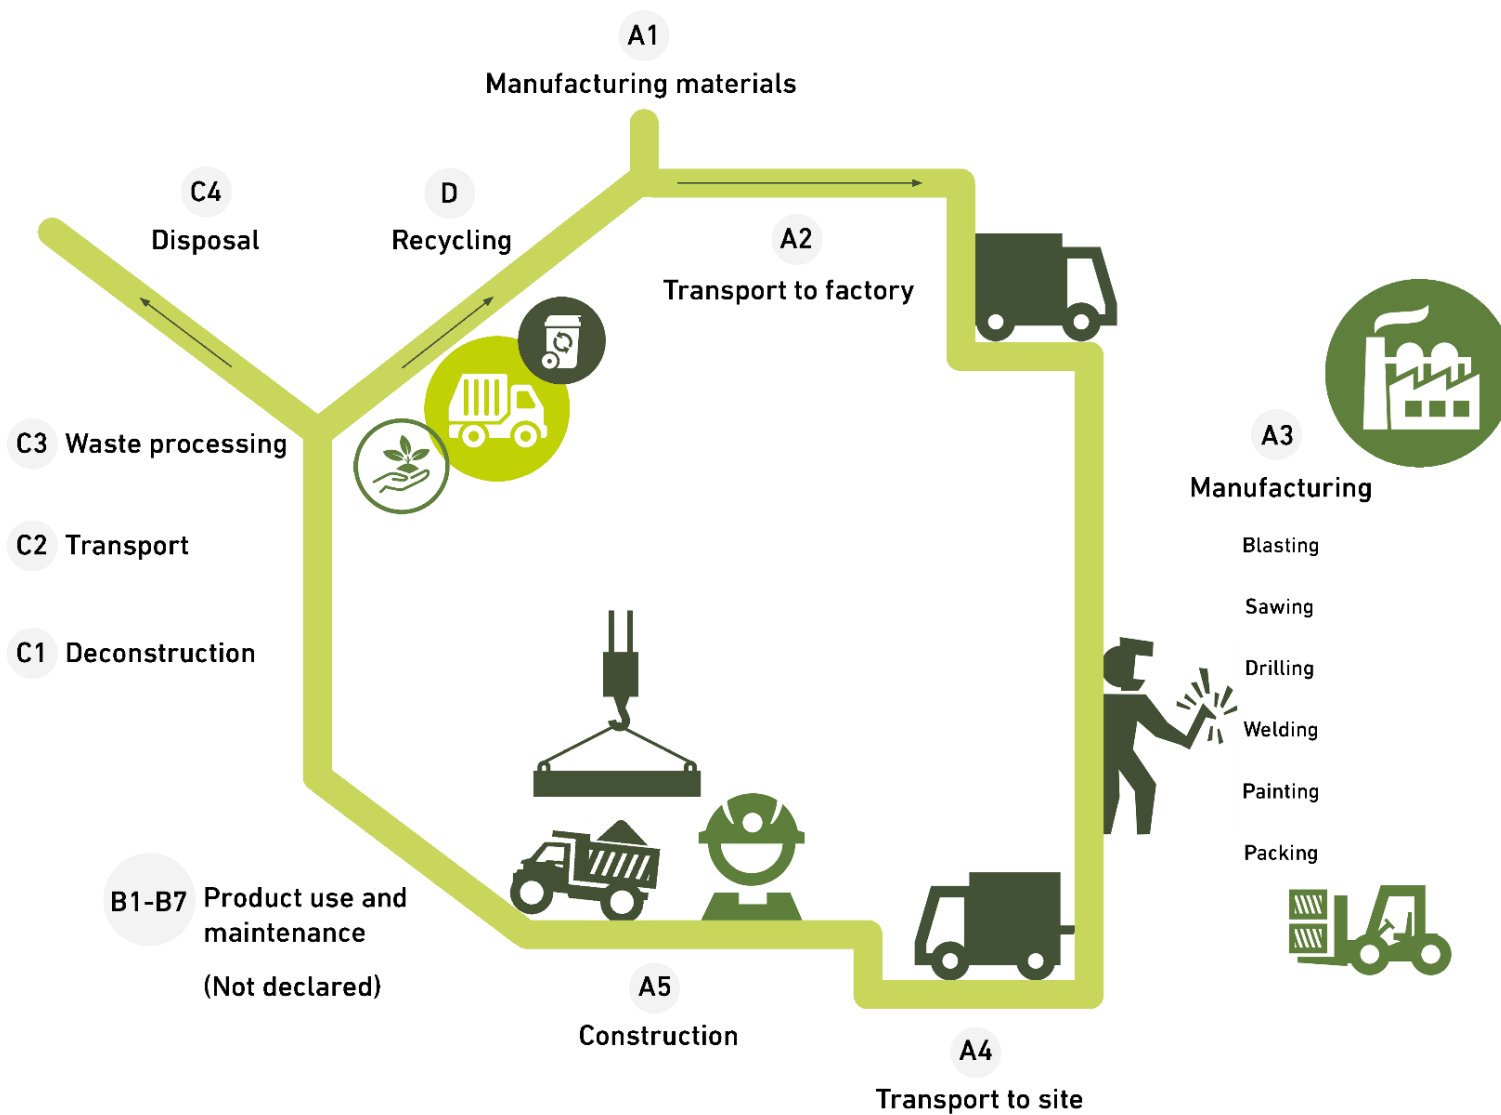 A1
Manufacturing materials
C4
Disposal
D
Recycling
A2
Transport to factory
A3
Manufacturing
Blasting
Sawing
Drilling
Welding
Painting
Packing
C3 Waste processing
C2 Transport
C1 Deconstruction
B1-B7 Product use and
maintenance
(Not declared)
A5
Construction
A4
Transport to site